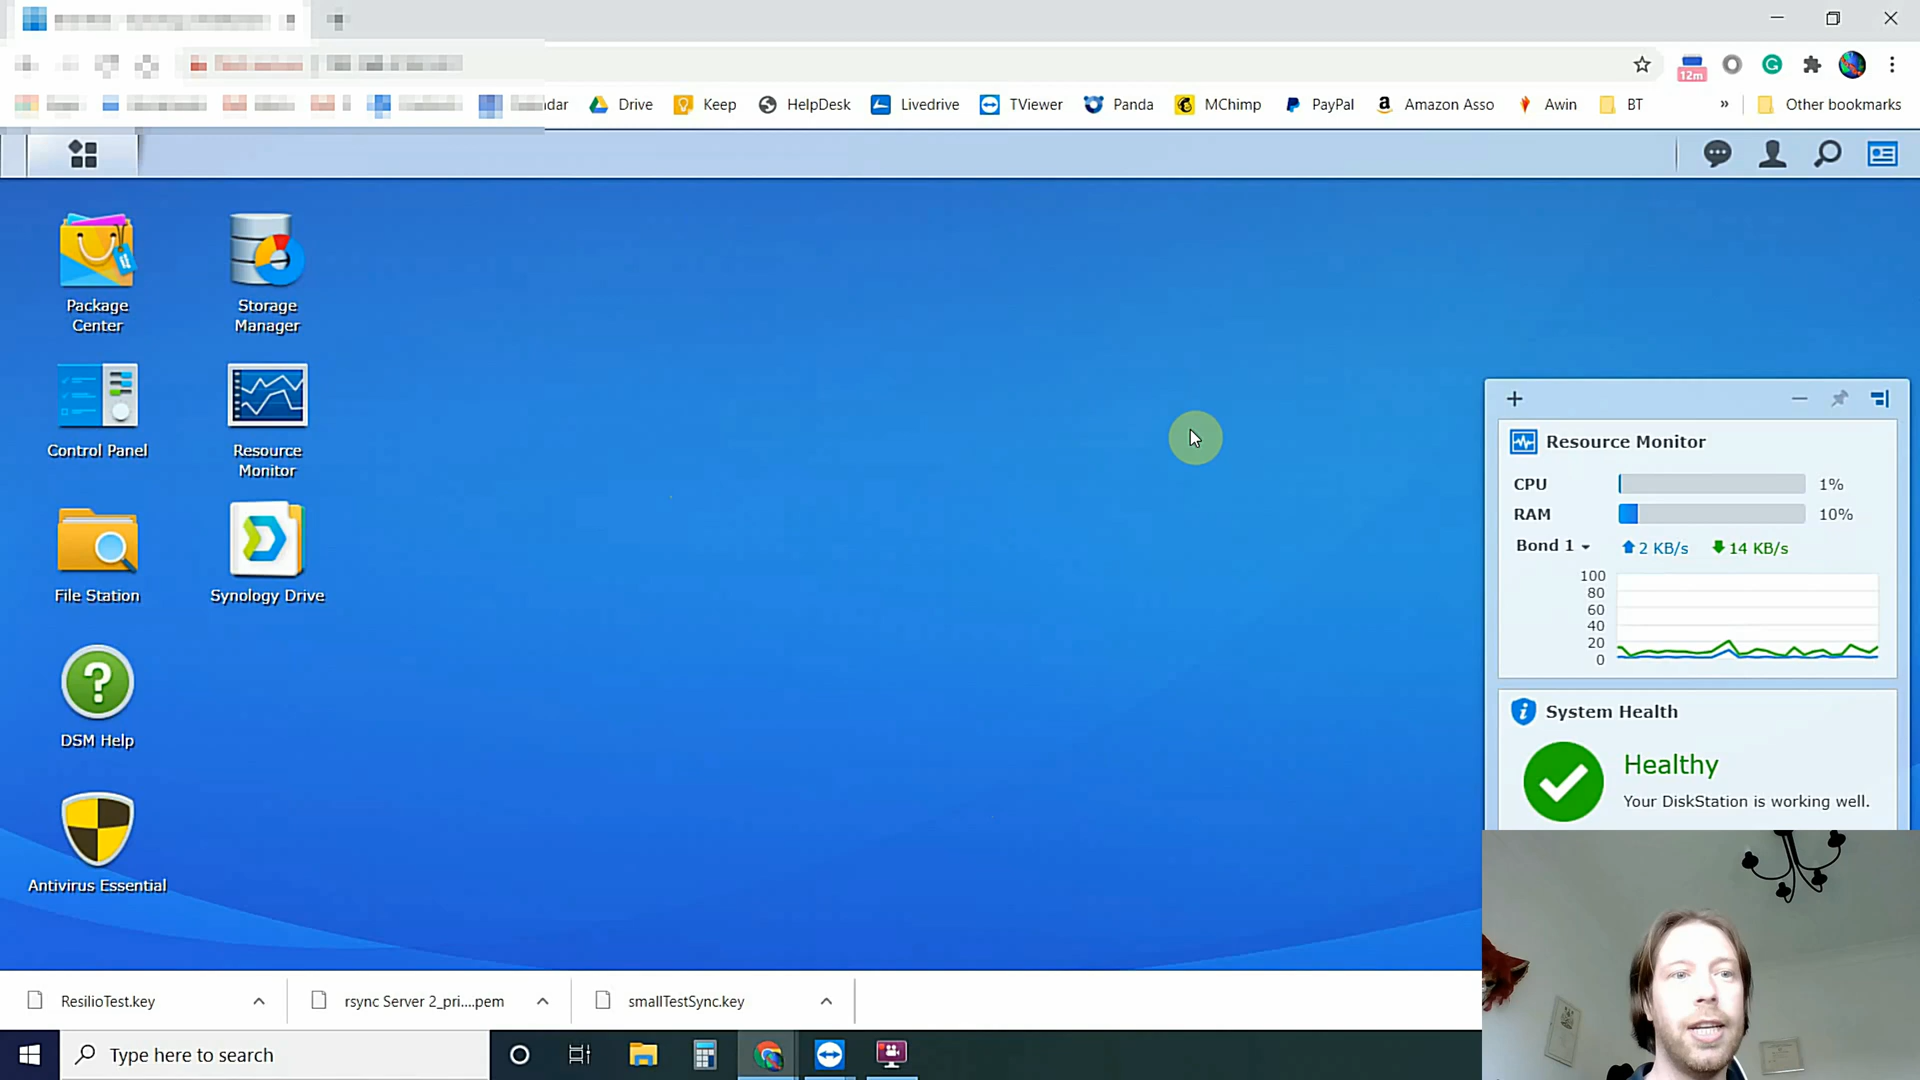 12m
Drive
Keep
HelpDesk
Livedrive
TViewer
Panda
MChimp
PayPal
Amazon Asso
Awin
BT
»
Other bookmarks
Package
Center
Storage
Manager
Control Panel
Resource
Monitor
File Station
Synology Drive
DSM Help
Antivirus Essential
Resource Monitor
CPU 1%
RAM 10%
Bond 1 2 KB/s 14 KB/s
100
80
60
40
20
0
System Health
Healthy
Your DiskStation is working well.
ResilioTest.key
rsync Server 2_pri....pem
smallTestSync.key
Type here to search